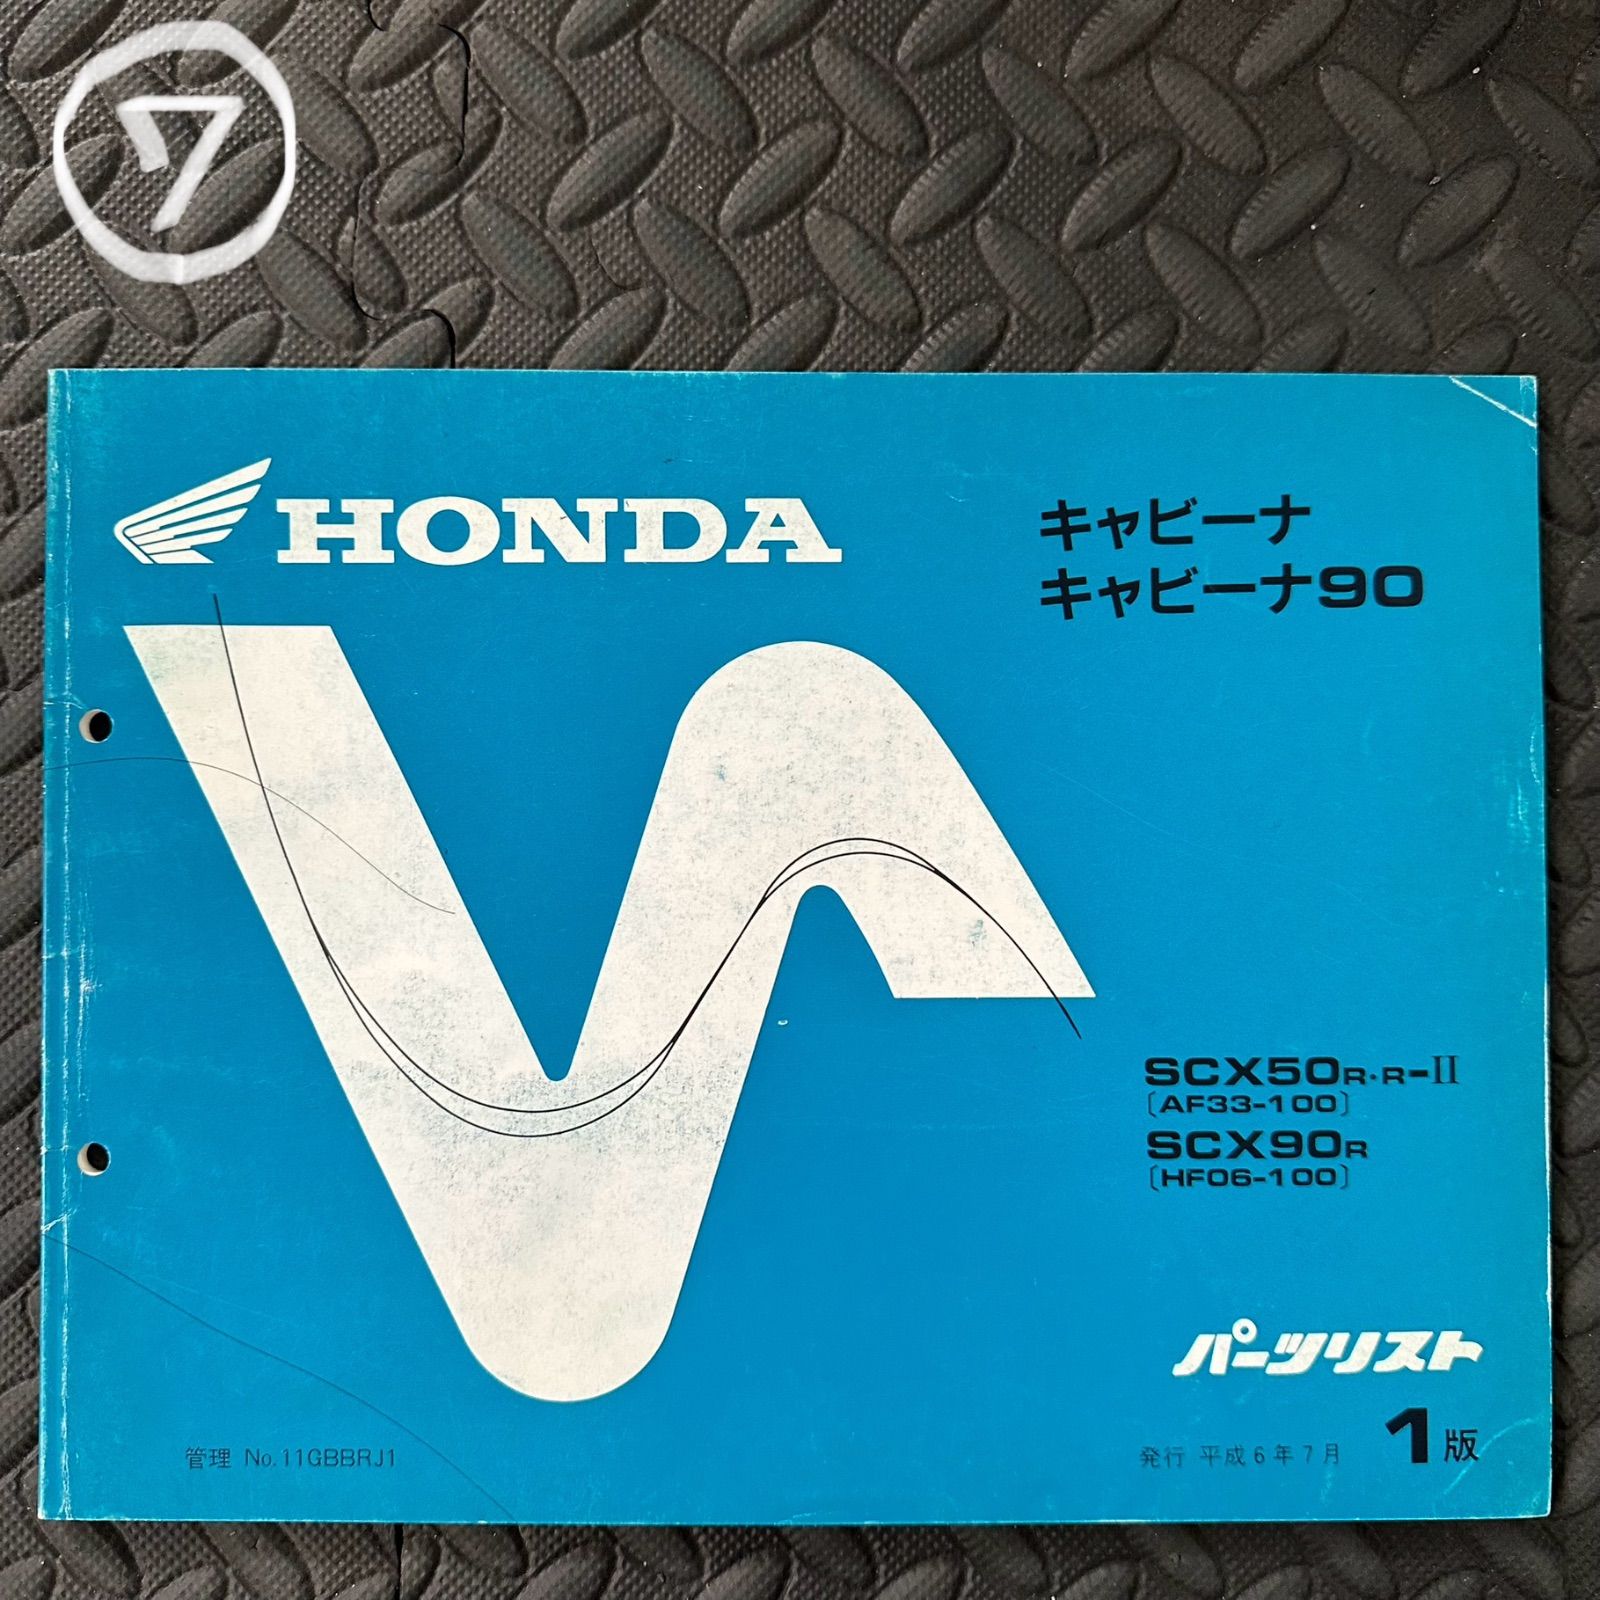 7
HONDA
キャビーナ
キャビーナ90
SCX50R・R-II
〔AF33-100〕
SCX90R
〔HF06-100〕
パーツリスト
1版
管理 No.11GBBRJ1
発行 平成6年7月